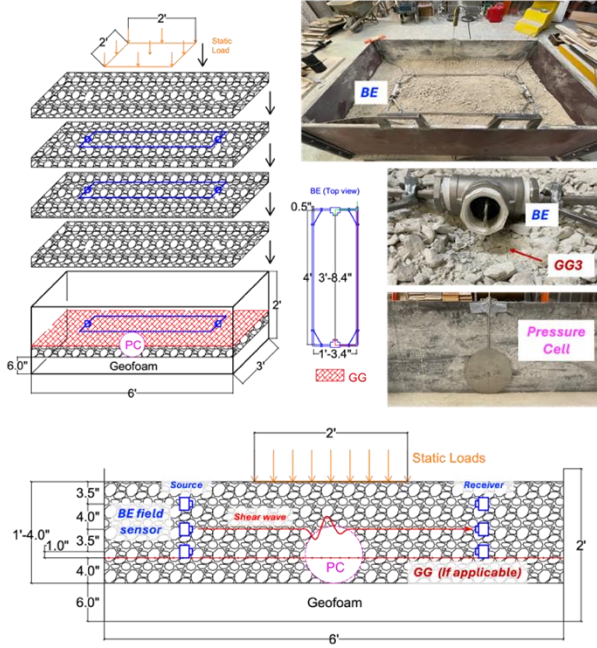 2'
2'
Static
Load
PC
Geofoam
6.0"
2'
3'
6'
BE (Top view)
0.5"
4'
3'-8.4"
1'-3.4"
GG
BE
BE
GG3
Pressure
Cell
2'
Static Loads
Source
Receiver
3.5"
BE field
sensor
4.0"
Shear wave
1'-4.0"
3.5"
1.0"
PC
GG (If applicable)
4.0"
6.0"
Geofoam
2'
6'